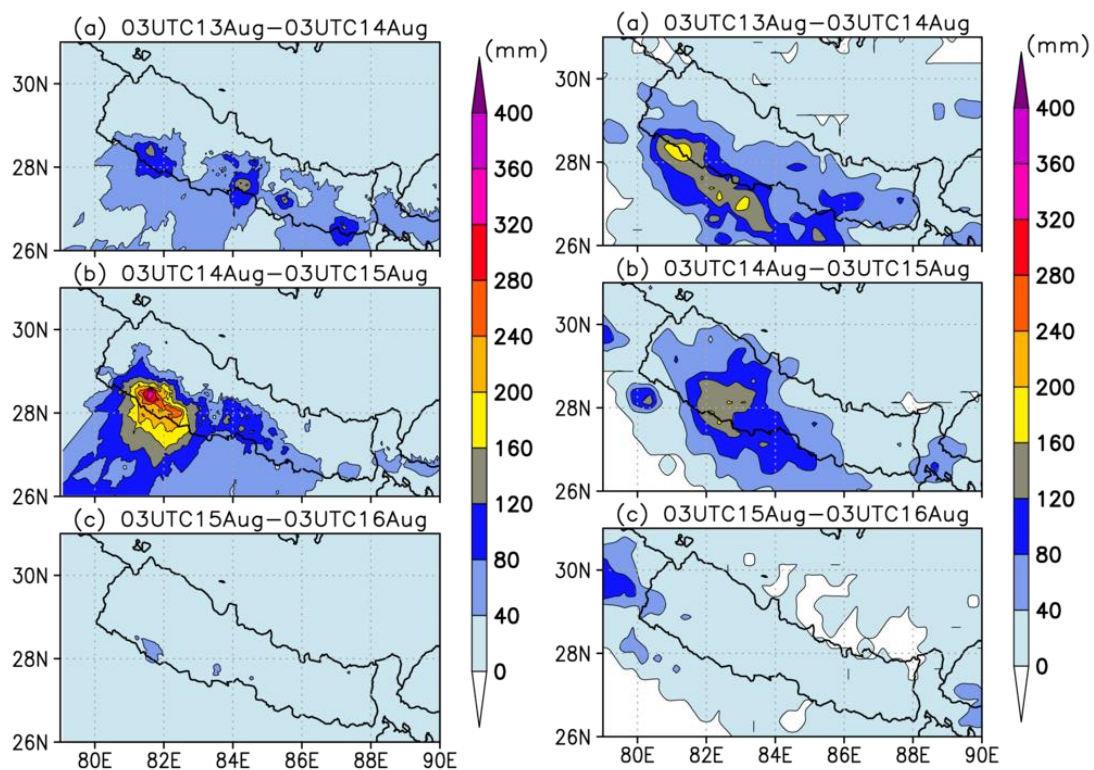 (a) 03UTC13Aug−03UTC14Aug
(mm)
30N
28N
26N
(b) 03UTC14Aug−03UTC15Aug
30N
28N
26N
(c) 03UTC15Aug−03UTC16Aug
30N
28N
26N
80E 82E 84E 86E 88E 90E
400
360
320
280
240
200
160
120
80
40
0
(a) 03UTC13Aug−03UTC14Aug
(mm)
30N
28N
26N
(b) 03UTC14Aug−03UTC15Aug
30N
28N
26N
(c) 03UTC15Aug−03UTC16Aug
30N
28N
26N
80E 82E 84E 86E 88E 90E
400
360
320
280
240
200
160
120
80
40
0